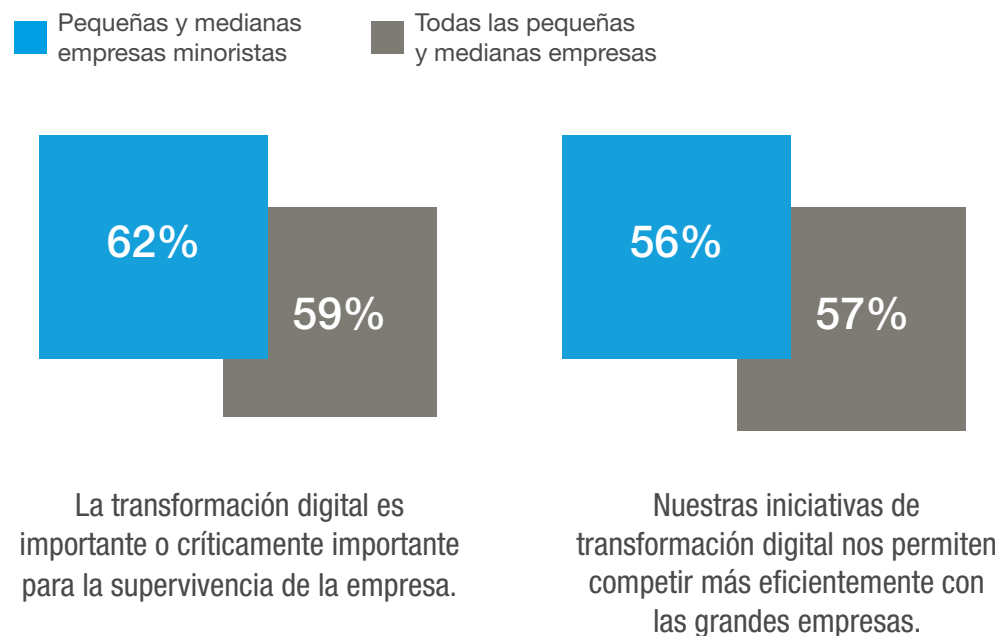 Pequeñas y medianas
empresas minoristas
Todas las pequeñas
y medianas empresas
62%
59%
56%
57%
La transformación digital es
importante o críticamente importante
para la supervivencia de la empresa.
Nuestras iniciativas de
transformación digital nos permiten
competir más eficientemente con
las grandes empresas.